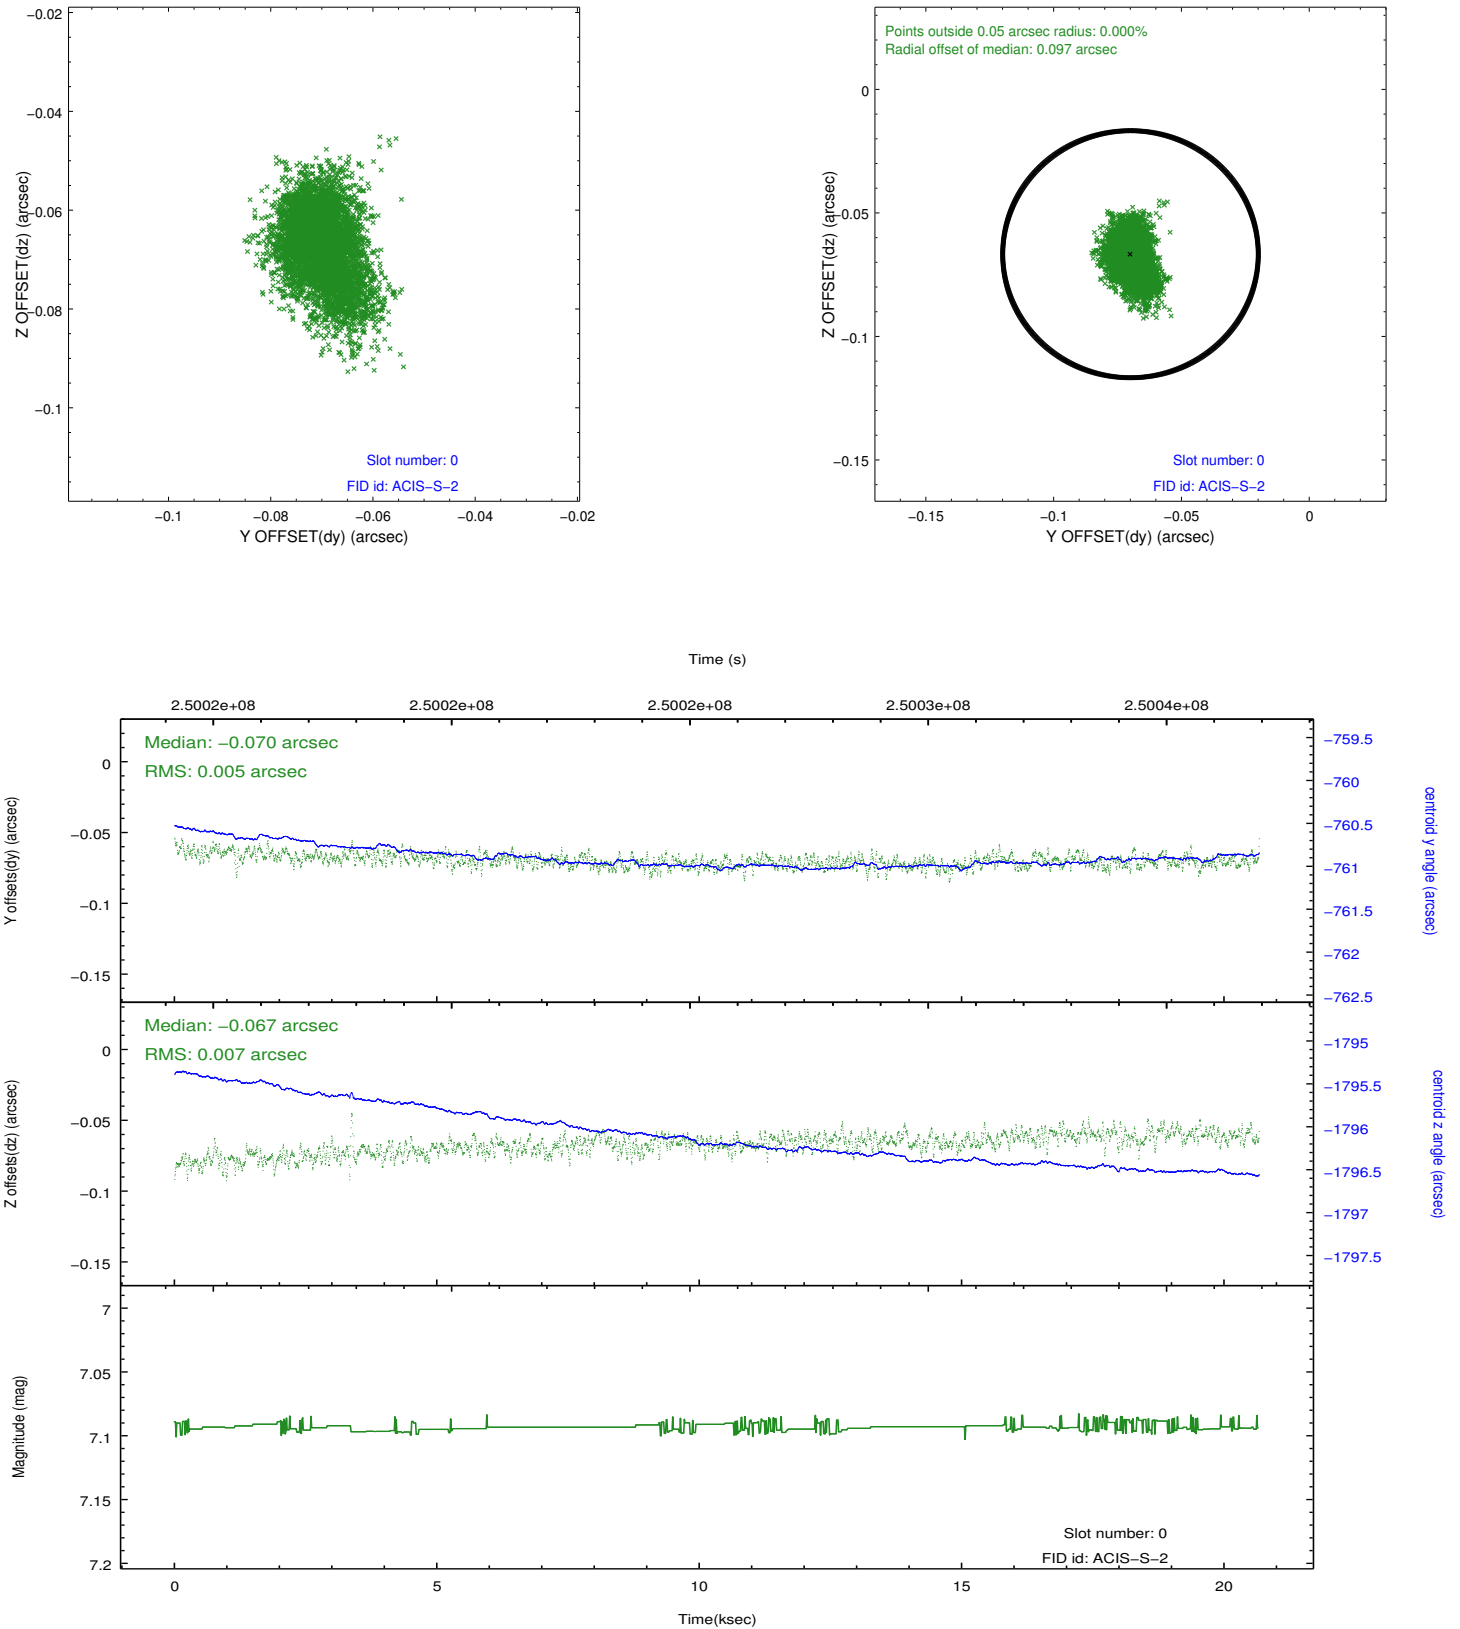 −0.02
−0.04
−0.06
−0.08
−0.1
Z OFFSET(dz) (arcsec)
Slot number: 0
FID id: ACIS−S−2
−0.1
−0.08
−0.06
−0.04
−0.02
Y OFFSET(dy) (arcsec)
Points outside 0.05 arcsec radius: 0.000%
Radial offset of median: 0.097 arcsec
0
−0.05
−0.1
−0.15
Z OFFSET(dz) (arcsec)
Slot number: 0
FID id: ACIS−S−2
−0.15
−0.1
−0.05
0
Y OFFSET(dy) (arcsec)
Time (s)
2.5002e+08
2.5002e+08
2.5002e+08
2.5003e+08
2.5004e+08
Median: −0.070 arcsec
RMS: 0.005 arcsec
0
−0.05
−0.1
−0.15
Y offsets(dy) (arcsec)
−759.5
−760
−760.5
−761
−761.5
−762
−762.5
centroid y angle (arcsec)
Median: −0.067 arcsec
RMS: 0.007 arcsec
0
−0.05
−0.1
−0.15
Z offsets(dz) (arcsec)
−1795
−1795.5
−1796
−1796.5
−1797
−1797.5
centroid z angle (arcsec)
7
7.05
7.1
7.15
7.2
Magnitude (mag)
Slot number: 0
FID id: ACIS−S−2
0
5
10
15
20
Time(ksec)